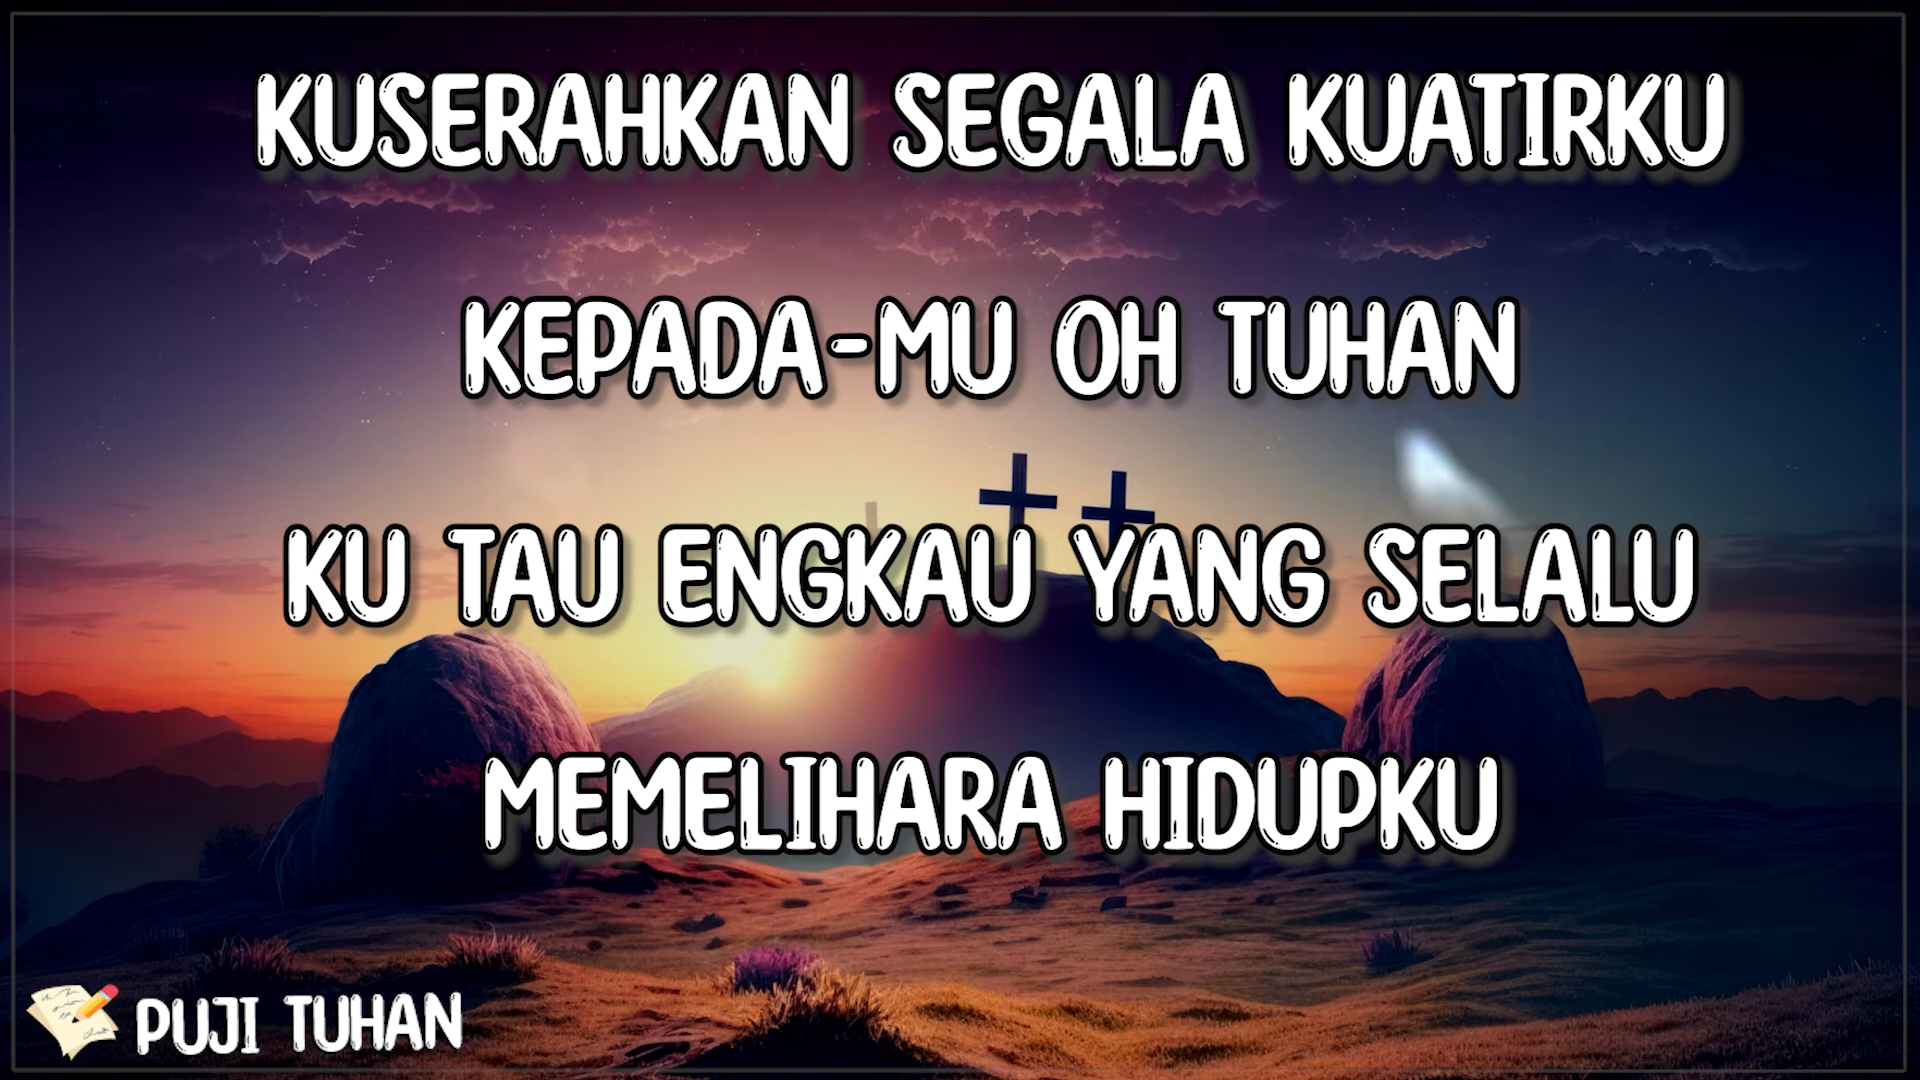 KUSERAHKAN SEGALA KUATIRKU
KEPADA-MU OH TUHAN
KU TAU ENGKAU YANG SELALU
MEMELIHARA HIDUPKU
PUJI TUHAN